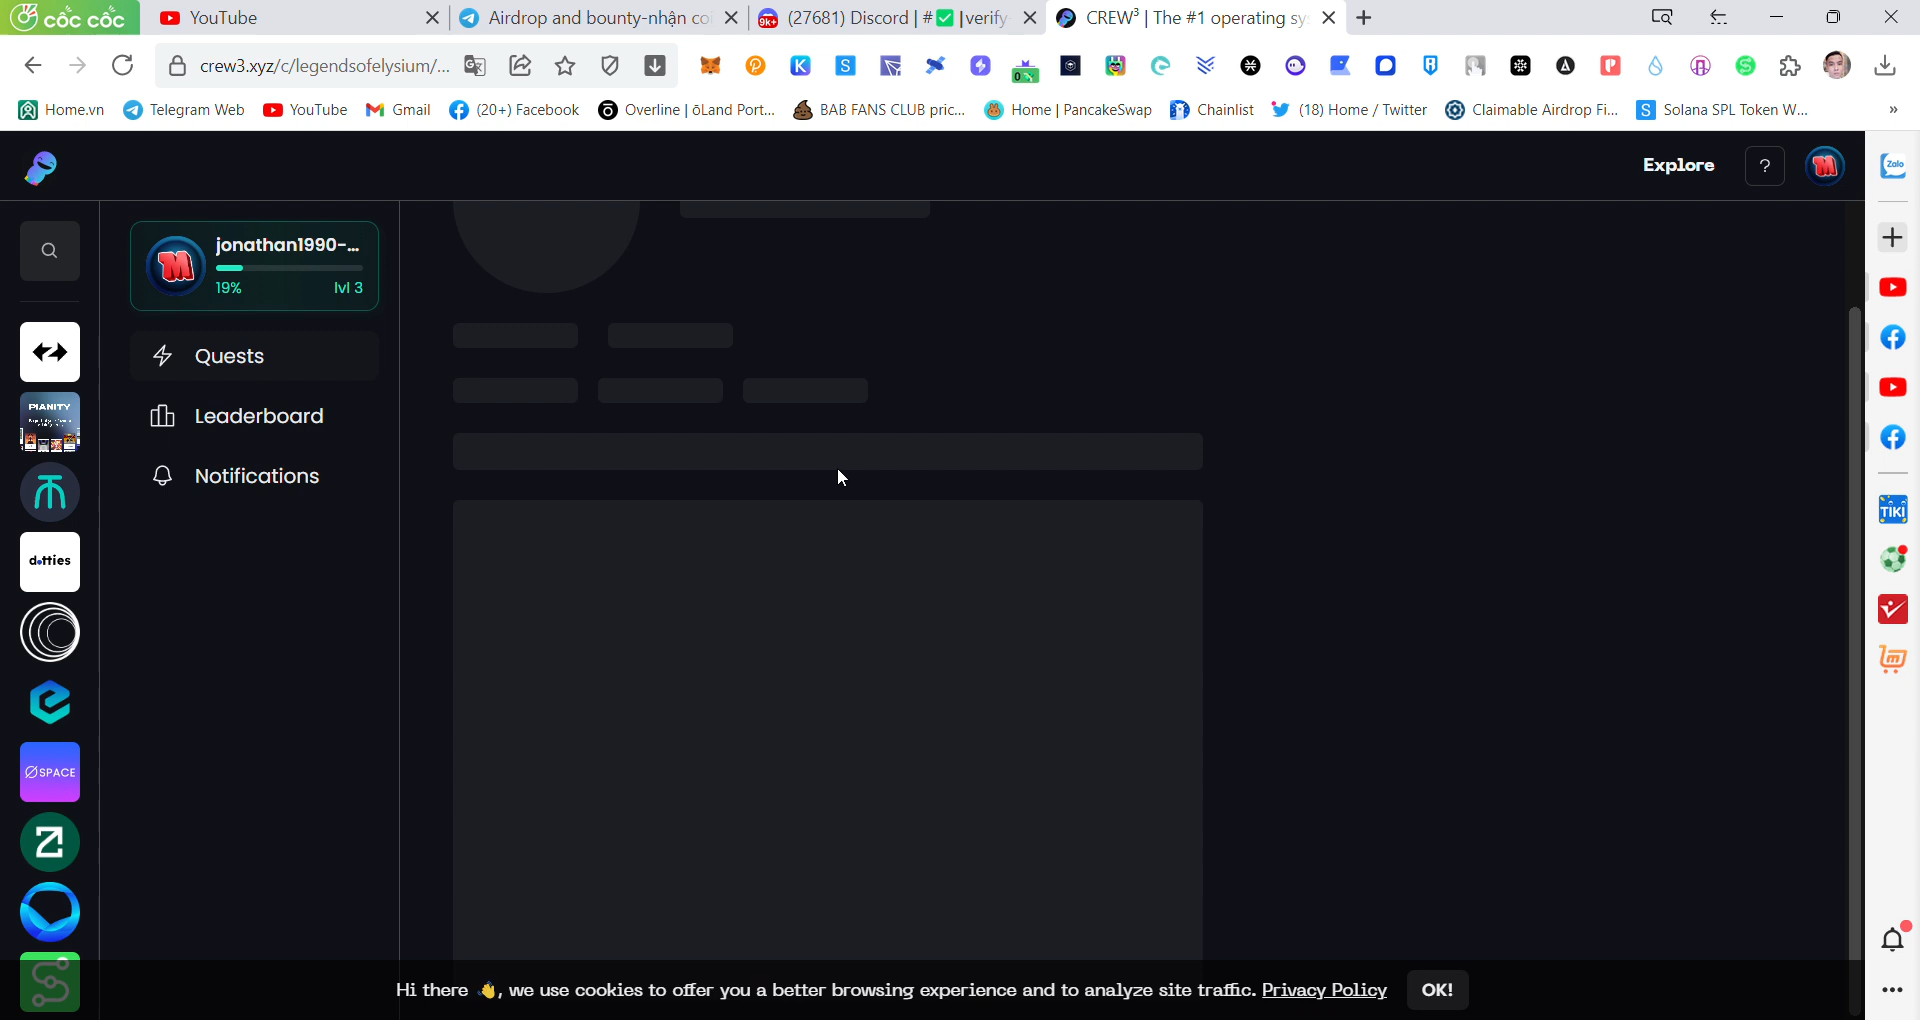 cốc cốc
YouTube
Airdrop and bounty-nhận co
(27681) Discord | #✅ |verify
CREW³ | The #1 operating sy
crew3.xyz/c/legendsofelysium/...
Home.vn
Telegram Web
YouTube
Gmail
(20+) Facebook
Overline | ōLand Port...
BAB FANS CLUB pric...
Home | PancakeSwap
Chainlist
(18) Home / Twitter
Claimable Airdrop Fi...
Solana SPL Token W...
»
Explore
?
Zalo
jonathan1990-...
19%
lvl 3
Quests
Leaderboard
Notifications
PIANITY
dotties
ØSPACE
TIKI
Hi there 👋, we use cookies to offer you a better browsing experience and to analyze site traffic. Privacy Policy
OK!